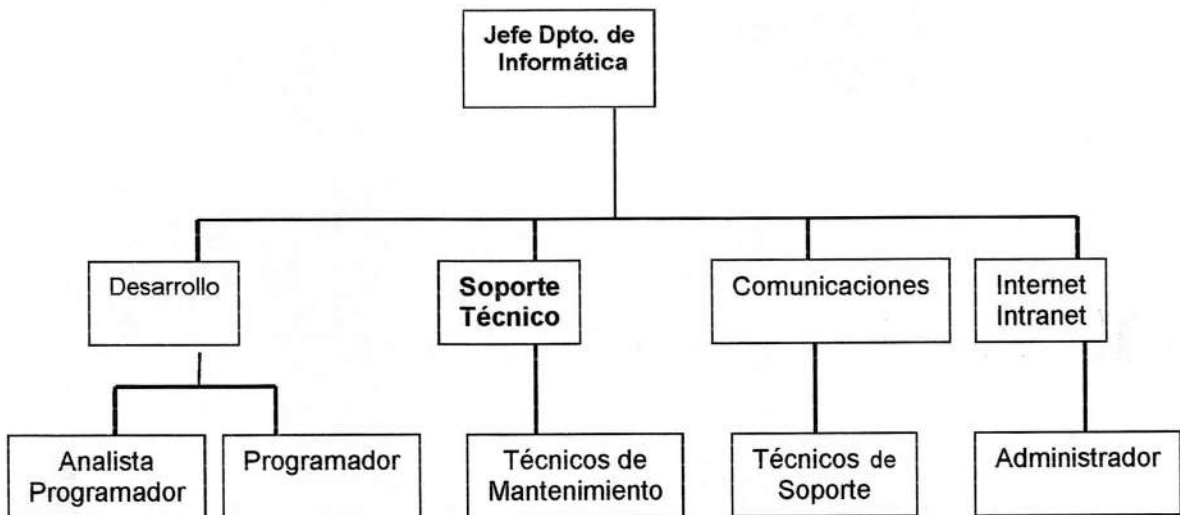 Jefe Dpto. de
Informática
Desarrollo
Soporte
Técnico
Comunicaciones
Internet
Intranet
Analista
Programador
Programador
Técnicos de
Mantenimiento
Técnicos de
Soporte
Administrador